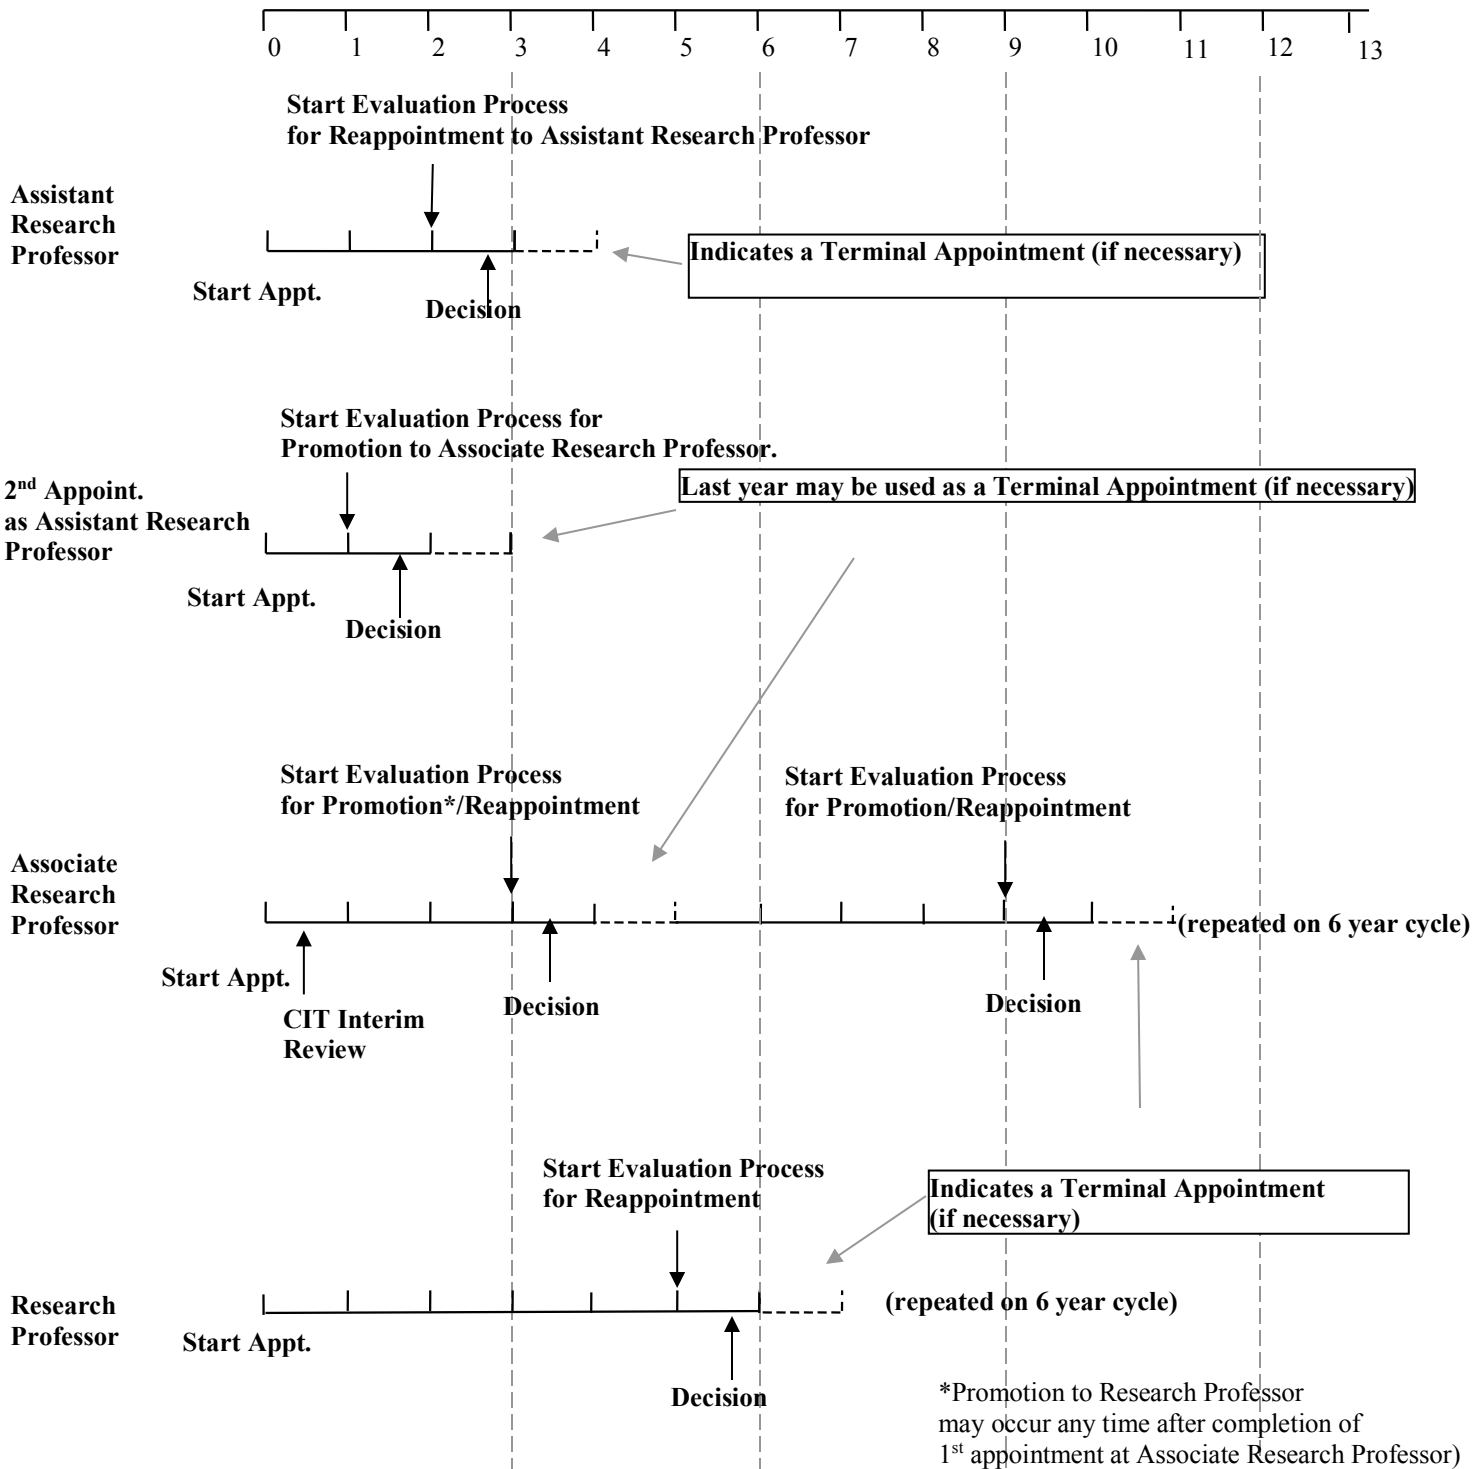 0 1 2 3 4 5 6 7 8 9 10 11 12 13
Start Evaluation Process
for Reappointment to Assistant Research Professor
Assistant
Research
Professor
Indicates a Terminal Appointment (if necessary)
Start Appt.
Decision
Start Evaluation Process for
Promotion to Associate Research Professor.
2nd Appoint.
as Assistant Research
Professor
Last year may be used as a Terminal Appointment (if necessary)
Start Appt.
Decision
Start Evaluation Process
for Promotion*/Reappointment
Start Evaluation Process
for Promotion/Reappointment
Associate
Research
Professor
(repeated on 6 year cycle)
Start Appt.
CIT Interim
Review
Decision
Decision
Start Evaluation Process
for Reappointment
Indicates a Terminal Appointment
(if necessary)
Research
Professor
(repeated on 6 year cycle)
Start Appt.
Decision
*Promotion to Research Professor
may occur any time after completion of
1st appointment at Associate Research Professor)